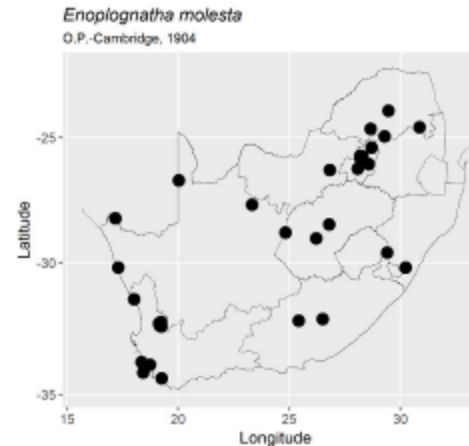 Enoplognatha molesta
O.P.-Cambridge, 1904
-25
-30
-35
Latitude
15 20 25 30
Longitude